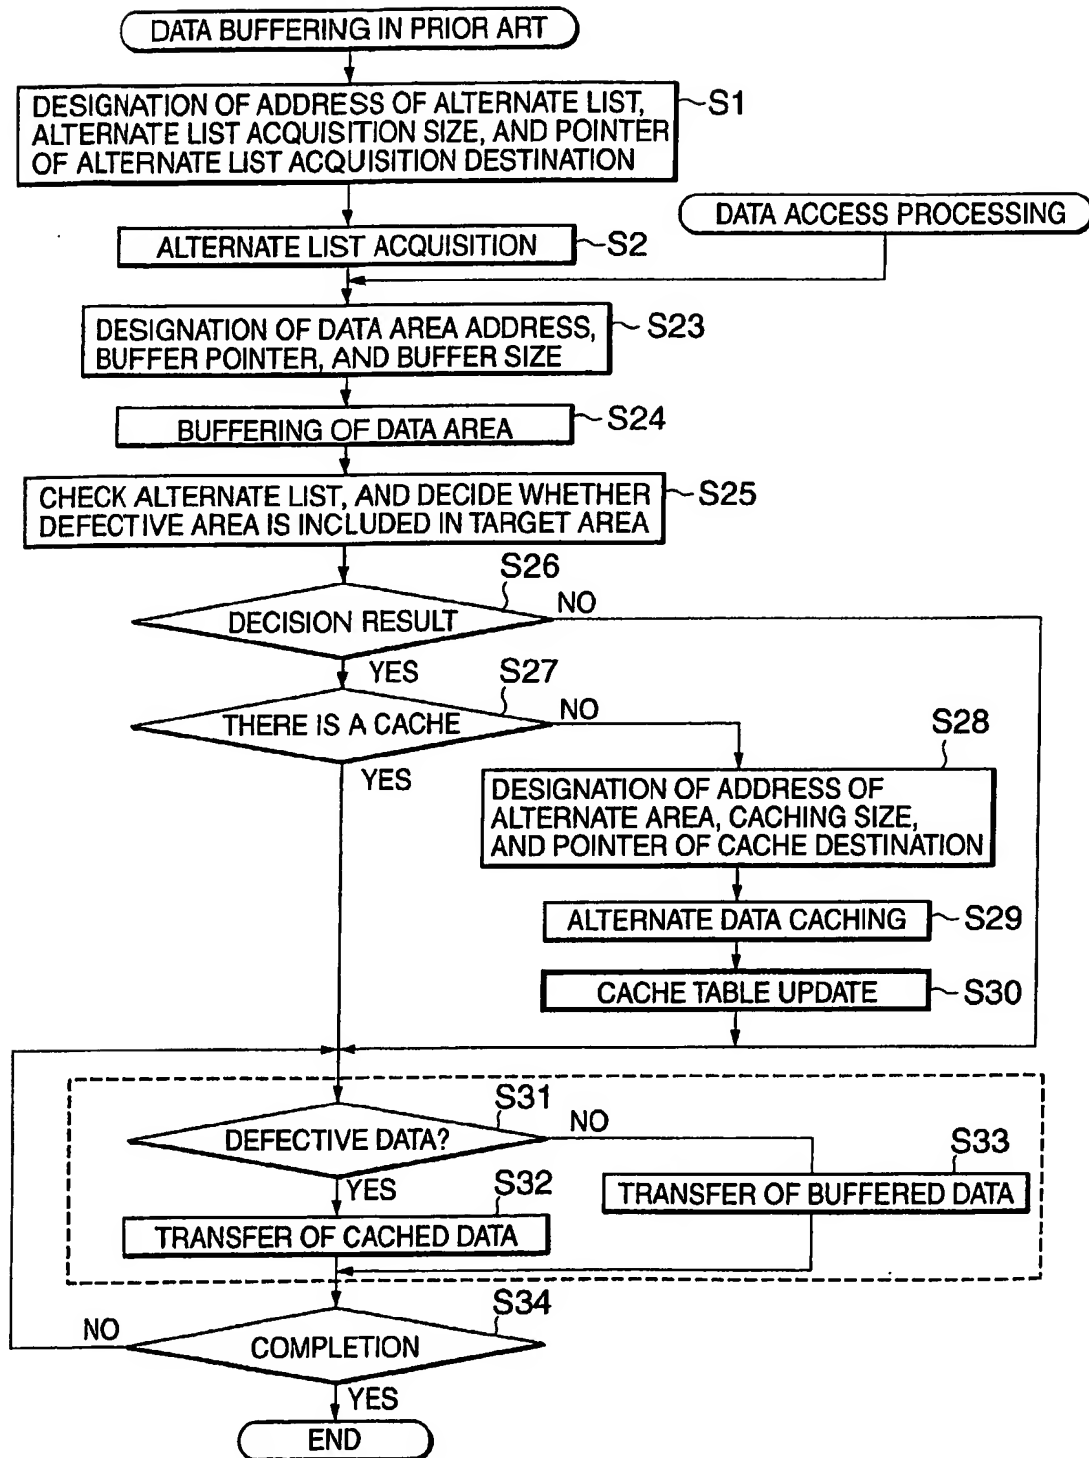 DATA BUFFERING IN PRIOR ART
DESIGNATION OF ADDRESS OF ALTERNATE LIST,
ALTERNATE LIST ACQUISITION SIZE, AND POINTER
OF ALTERNATE LIST ACQUISITION DESTINATION
S1
DATA ACCESS PROCESSING
ALTERNATE LIST ACQUISITION
S2
DESIGNATION OF DATA AREA ADDRESS,
BUFFER POINTER, AND BUFFER SIZE
S23
BUFFERING OF DATA AREA
S24
CHECK ALTERNATE LIST, AND DECIDE WHETHER
DEFECTIVE AREA IS INCLUDED IN TARGET AREA
S25
S26
DECISION RESULT
NO
YES
S27
THERE IS A CACHE
NO
YES
S28
DESIGNATION OF ADDRESS OF
ALTERNATE AREA, CACHING SIZE,
AND POINTER OF CACHE DESTINATION
ALTERNATE DATA CACHING
S29
CACHE TABLE UPDATE
S30
S31
DEFECTIVE DATA?
NO
YES
S32
TRANSFER OF CACHED DATA
S33
TRANSFER OF BUFFERED DATA
S34
COMPLETION
NO
YES
END